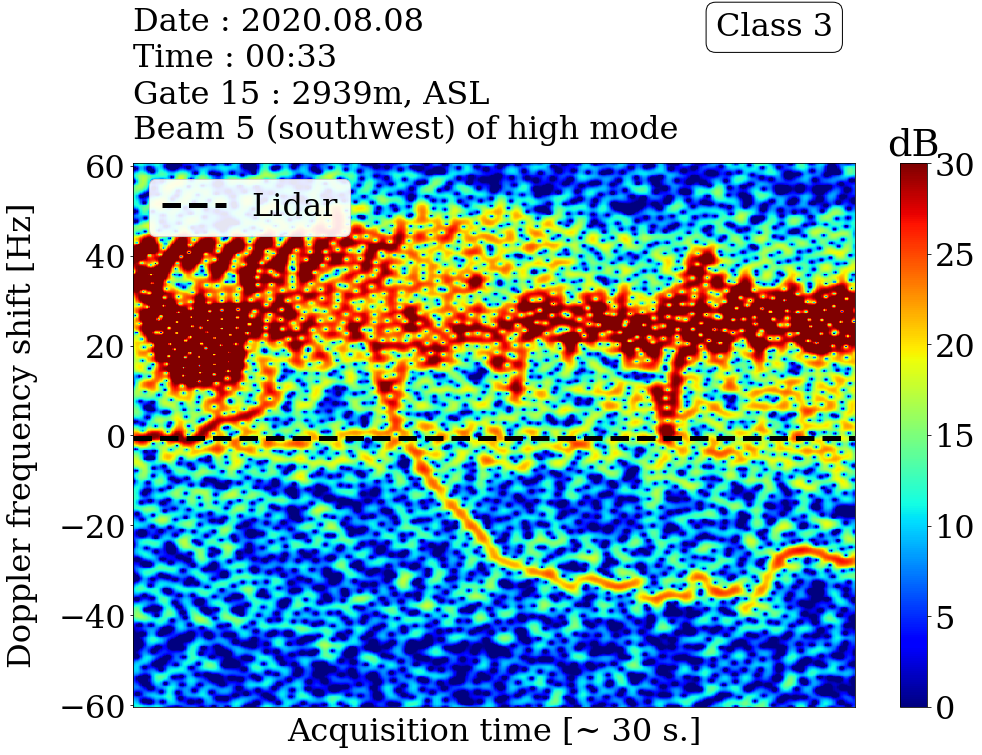 Date : 2020.08.08
Time : 00:33
Gate 15 : 2939m, ASL
Beam 5 (southwest) of high mode
Class 3
dB
Lidar
Doppler frequency shift [Hz]
60
40
20
0
−20
−40
−60
Acquisition time [~ 30 s.]
30
25
20
15
10
5
0